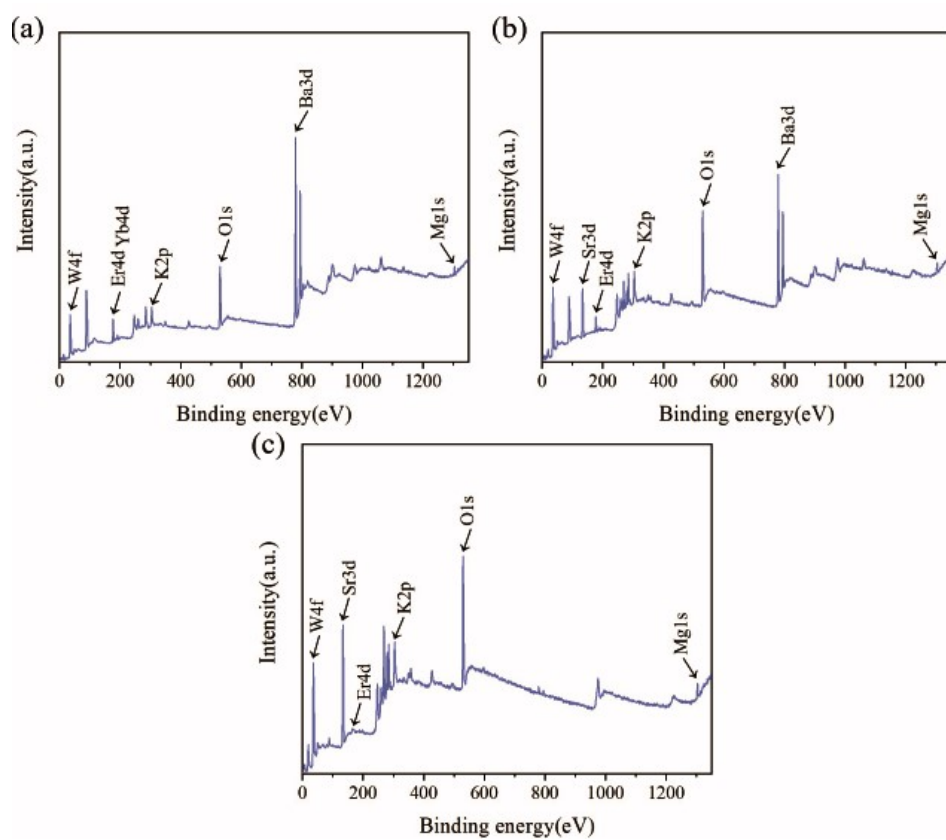 (a)
Intensity(a.u.)
W4f
Er4d Yb4d
K2p
O1s
Ba3d
Mg1s
0 200 400 600 800 1000 1200
Binding energy(eV)
(b)
Intensity(a.u.)
W4f
Sr3d
Er4d
K2p
O1s
Ba3d
Mg1s
0 200 400 600 800 1000 1200
Binding energy(eV)
(c)
Intensity(a.u.)
W4f
Sr3d
Er4d
K2p
O1s
Mg1s
0 200 400 600 800 1000 1200
Binding energy(eV)